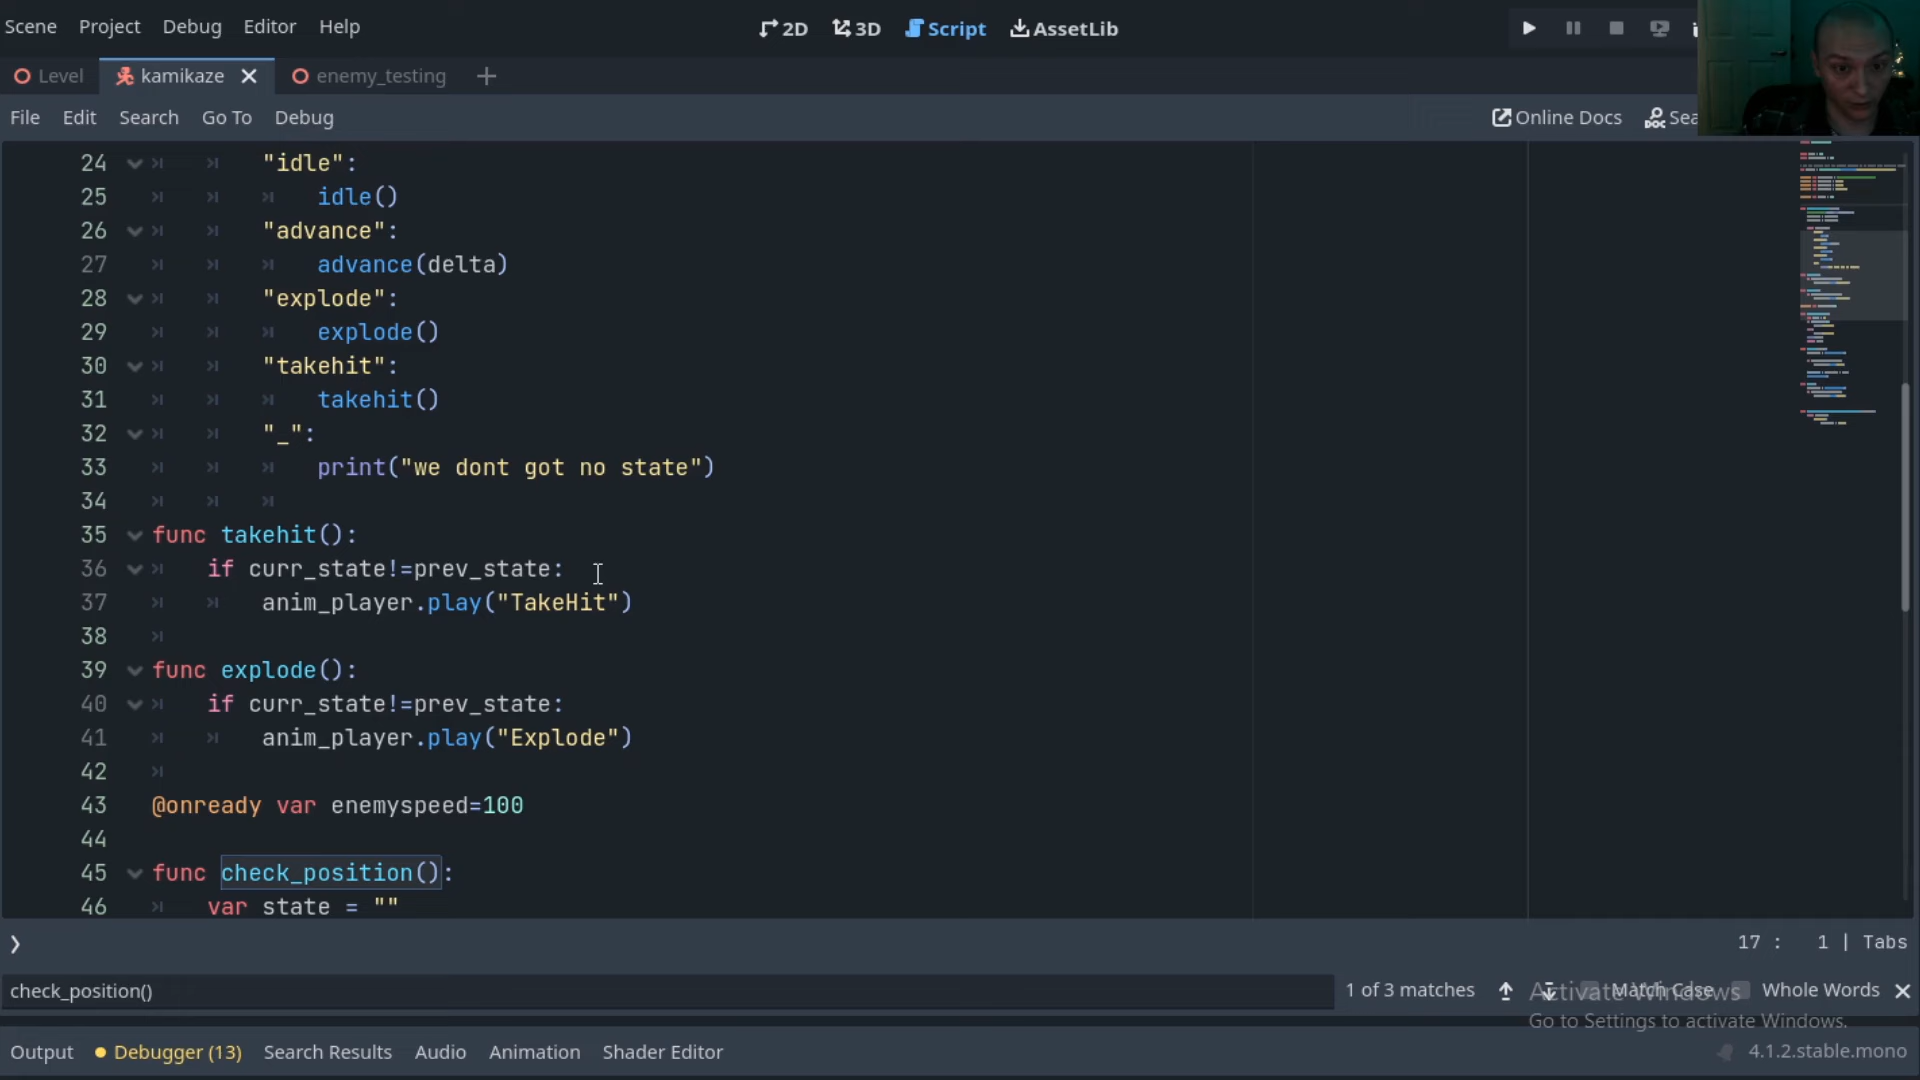 Scene Project Debug Editor Help 2D 3D Script AssetLib
Level kamikaze enemy_testing
File Edit Search Go To Debug Online Docs Sea
24 "idle":
25 idle()
26 "advance":
27 advance(delta)
28 "explode":
29 explode()
30 "takehit":
31 takehit()
32 "_":
33 print("we dont got no state")
34
35 func takehit():
36 if curr_state!=prev_state:
37 anim_player.play("TakeHit")
38
39 func explode():
40 if curr_state!=prev_state:
41 anim_player.play("Explode")
42
43 @onready var enemyspeed=100
44
45 func check_position():
46 var state = ""
17 : 1 | Tabs
check_position() 1 of 3 matches Match Case Whole Words
Activate Windows
Go to Settings to activate Windows.
Output Debugger (13) Search Results Audio Animation Shader Editor 4.1.2.stable.mono